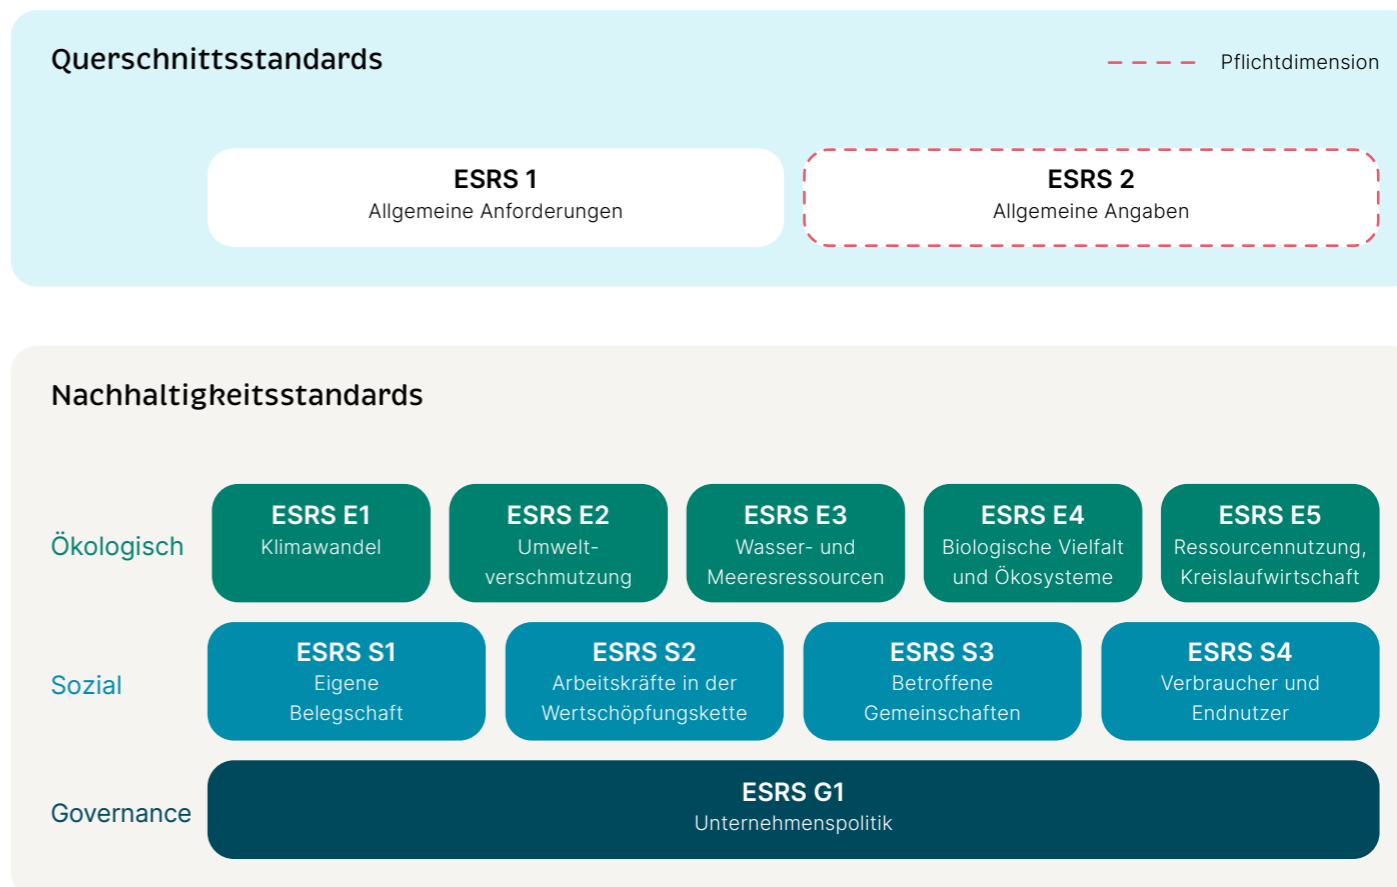 Querschnittsstandards
Pflichtdimension
ESRS 1
Allgemeine Anforderungen
ESRS 2
Allgemeine Angaben
Nachhaltigkeitsstandards
Ökologisch
ESRS E1
Klimawandel
ESRS E2
Umwelt-
verschmutzung
ESRS E3
Wasser- und
Meeresressourcen
ESRS E4
Biologische Vielfalt
und Ökosysteme
ESRS E5
Ressourcennutzung,
Kreislaufwirtschaft
Sozial
ESRS S1
Eigene
Belegschaft
ESRS S2
Arbeitskräfte in der
Wertschöpfungskette
ESRS S3
Betroffene
Gemeinschaften
ESRS S4
Verbraucher und
Endnutzer
Governance
ESRS G1
Unternehmenspolitik